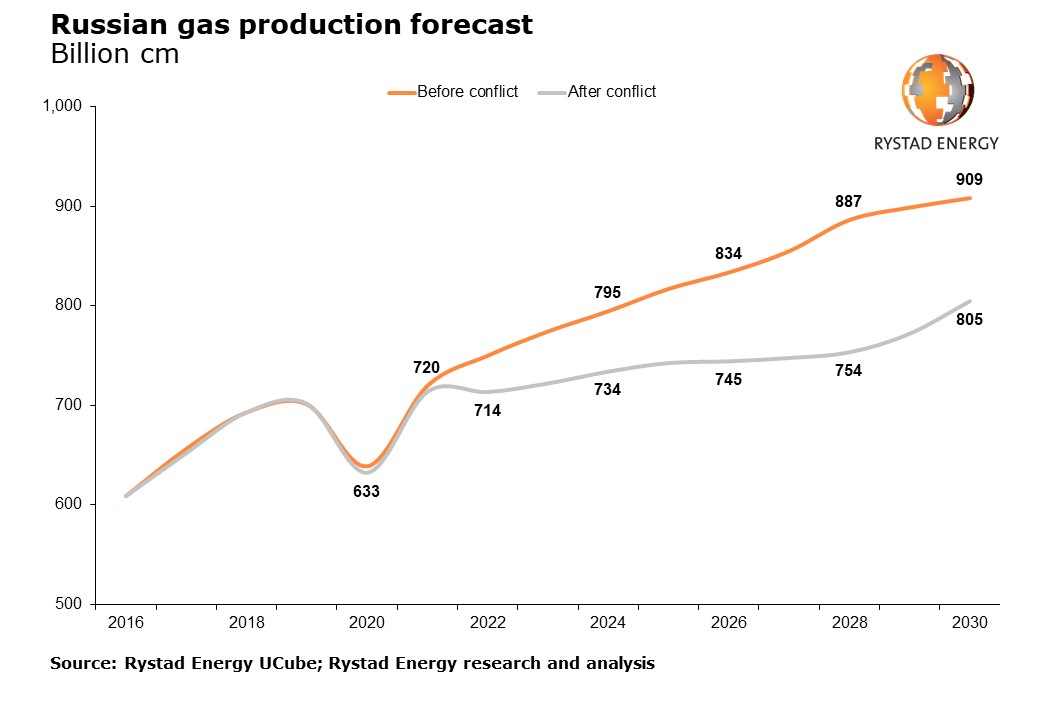 Russian gas production forecast
Billion cm
Before conflict After conflict
RYSTAD ENERGY
1,000
900
800
700
600
500
909
887
834
795
720
805
754
745
734
714
633
2016 2018 2020 2022 2024 2026 2028 2030
Source: Rystad Energy UCube; Rystad Energy research and analysis